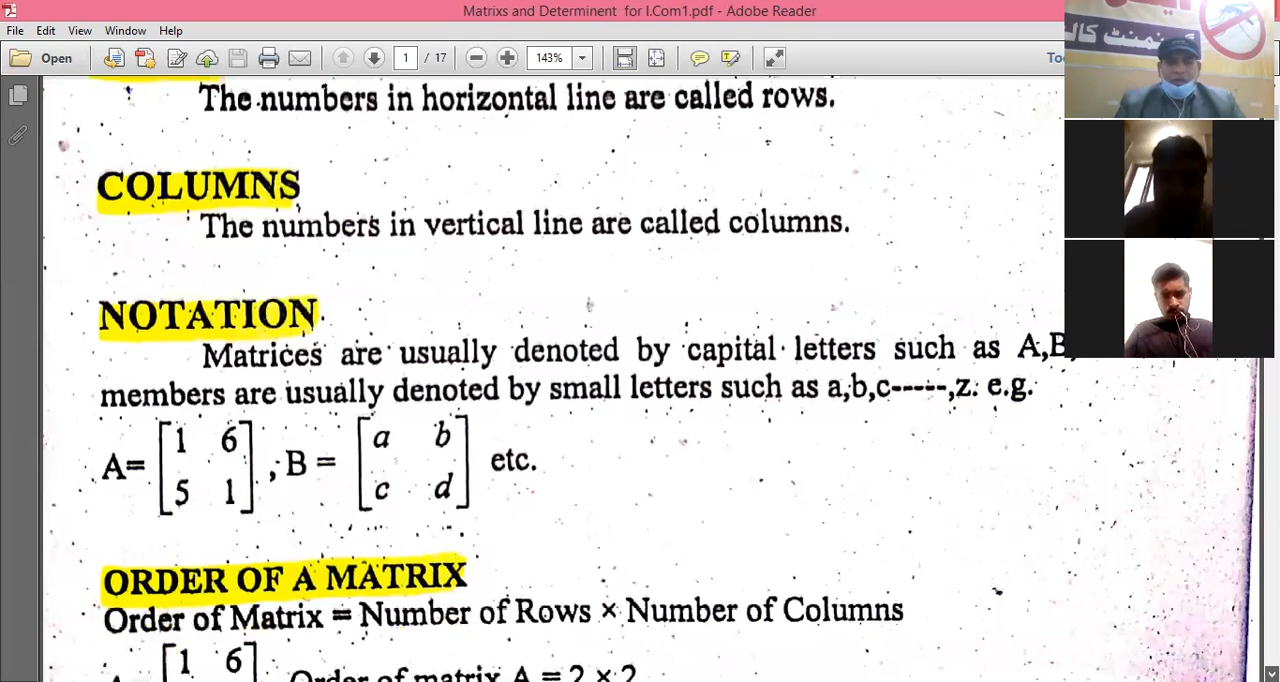 Matrixs and Determinent for I.Com1.pdf - Adobe Reader
File Edit View Window Help
Open 1 / 17 143%
The numbers in horizontal line are called rows.
COLUMNS
The numbers in vertical line are called columns.
NOTATION
Matrices are usually denoted by capital letters such as A,B
members are usually denoted by small letters such as a,b,c-----,z. e.g.
A= [1 6 , B = [a b etc.
5 1] c d]
ORDER OF A MATRIX
Order of Matrix = Number of Rows × Number of Columns
[1 6] Order of matrix A = 2 × 2